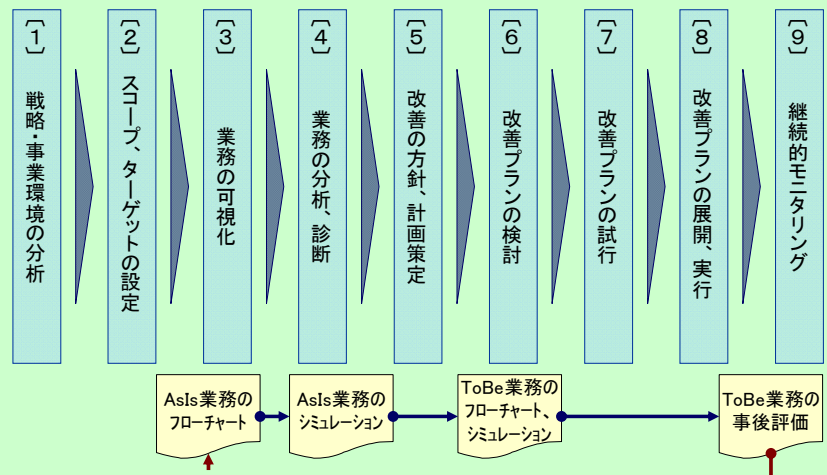 ［１］
戦略・事業環境の分析
［２］
スコープ、ターゲットの設定
［３］
業務の可視化
［４］
業務の分析、診断
［５］
改善の方針、計画策定
［６］
改善プランの検討
［７］
改善プランの試行
［８］
改善プランの展開、実行
［９］
継続的モニタリング
AsIs業務の
フローチャート
AsIs業務の
シミュレーション
ToBe業務の
フローチャート、
シミュレーション
ToBe業務の
事後評価